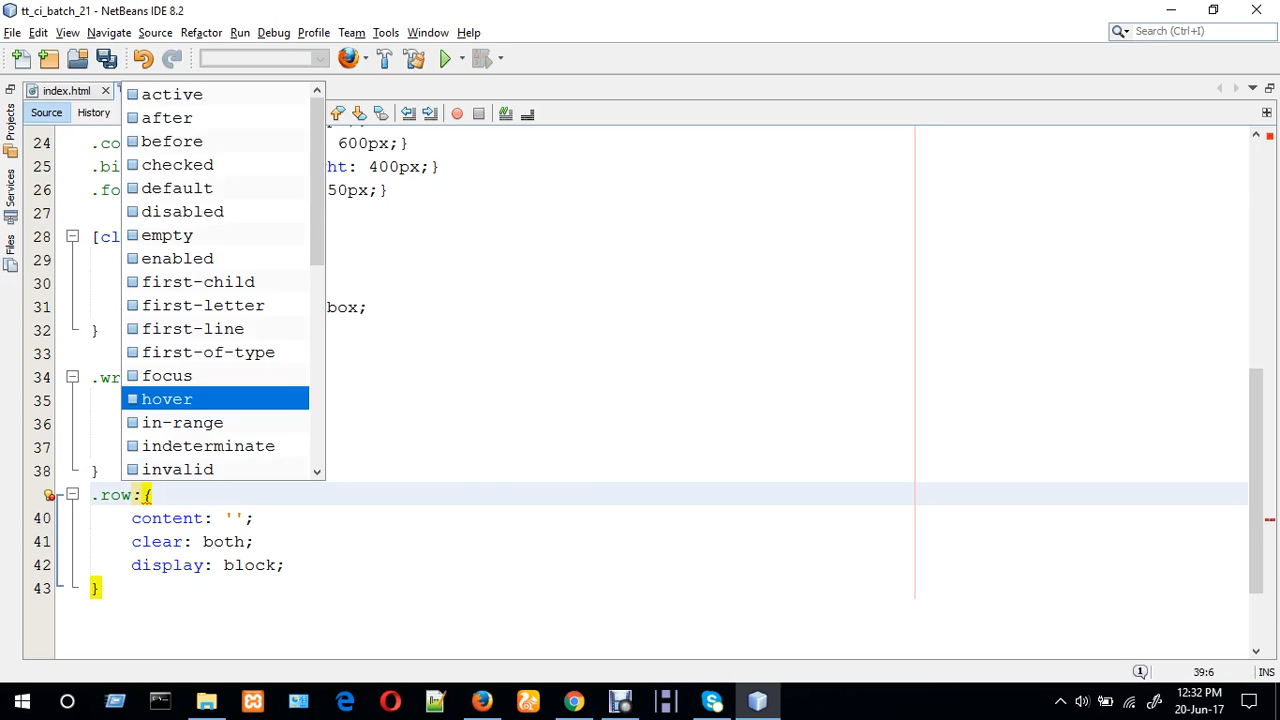 tt_ci_batch_21 - NetBeans IDE 8.2
File Edit View Navigate Source Refactor Run Debug Profile Team Tools Window Help
Search (Ctrl+I)
index.html
Source History
Projects
Services
Files
active
after
before
checked
default
disabled
empty
enabled
first-child
first-letter
first-line
first-of-type
focus
hover
in-range
indeterminate
invalid
24 .co 600px;}
25 .bi ht: 400px;}
26 .fo 50px;}
27
28 [cl
29
30
31 box;
32 }
33
34 .wr
35
36
37
38 }
.row:{
40 content: '';
41 clear: both;
42 display: block;
43 }
1 39:6 INS
12:32 PM
20-Jun-17